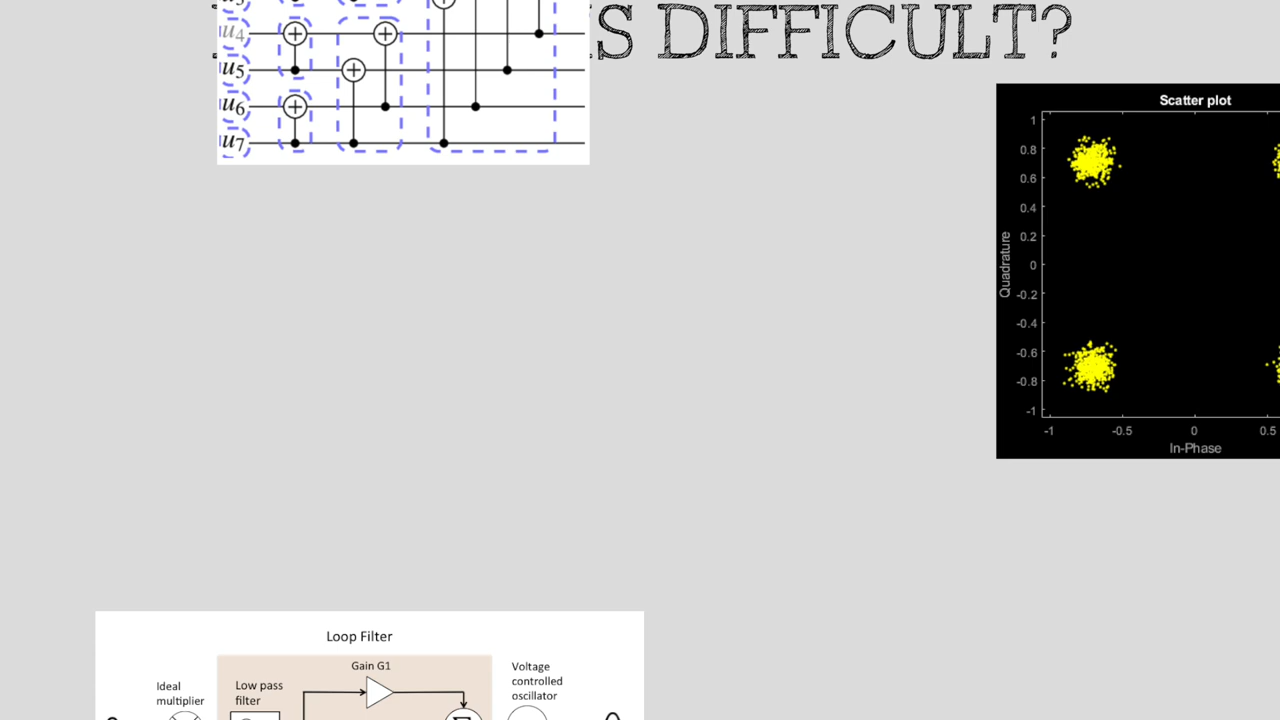 IS DIFFICULT?
u4
u5
u6
u7
Scatter plot
1
0.8
0.6
0.4
0.2
0
-0.2
-0.4
-0.6
-0.8
-1
Quadrature
-1 -0.5 0 0.5
In-Phase
Loop Filter
Gain G1
Voltage
controlled
oscillator
Ideal
multiplier
Low pass
filter